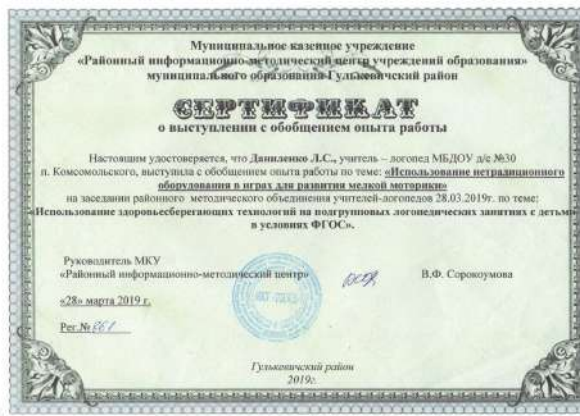 Муниципальное казенное учреждение
«Районный информационно-методический центр учреждений образования»
муниципального образования Гулькевичский район
СЕРТИФИКАТ
о выступлении с обобщением опыта работы
Настоящим удостоверяется, что Даниленко Л.С., учитель – логопед МБДОУ д/с №30
п. Комсомольского, выступила с обобщением опыта работы по теме: «Использование нетрадиционного
оборудования в играх для развития мелкой моторики»
на заседании районного методического объединения учителей-логопедов 28.03.2019г. по теме:
«Использование здоровьесберегающих технологий на подгрупповых логопедических занятиях с детьми
в условиях ФГОС».
Руководитель МКУ
«Районный информационно-методический центр» В.Ф. Сорокоумова
«28» марта 2019 г.
Рег.№
Гулькевичский район
2019г.